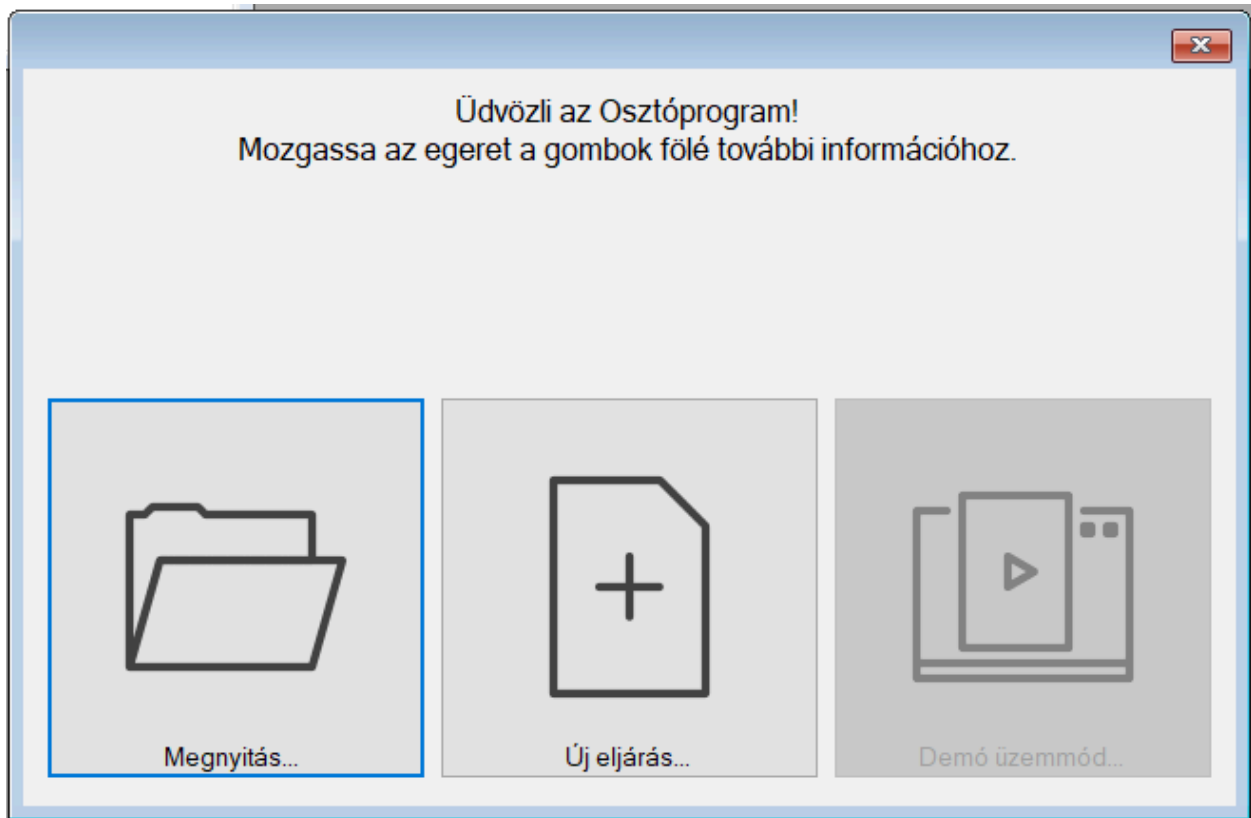 Üdvözli az Osztóprogram!
Mozgassa az egeret a gombok fölé további információhoz.
Megnyitás...
Új eljárás...
Demó üzemmód...